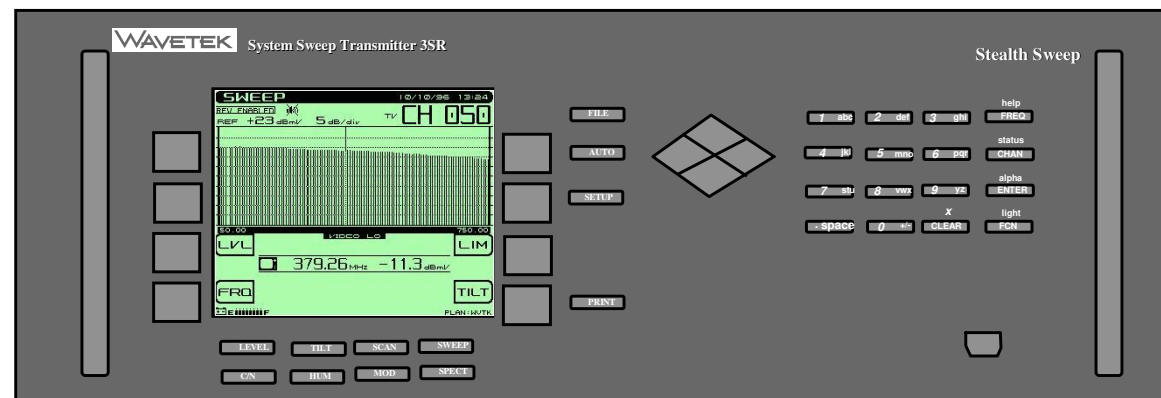 WAVETEK System Sweep Transmitter 3SR
Stealth Sweep
SWEEP 10/10/96 13:24
REV ENABLED
REF +23 dBmV 5 dB/div TV CH 050
50.00 VIDEO LO 750.00
LVL LIM
379.26 MHz -11.3 dBmV
FRQ TILT
E F PLAN:WVTK
FILE
AUTO
SETUP
PRINT
LEVEL TILT SCAN SWEEP
C/N HUM MOD SPECT
help
1 abc 2 def 3 ghi FREQ
status
4 jkl 5 mno 6 pqr CHAN
alpha
7 stu 8 vwx 9 yz ENTER
x light
. space 0 +/- CLEAR FCN